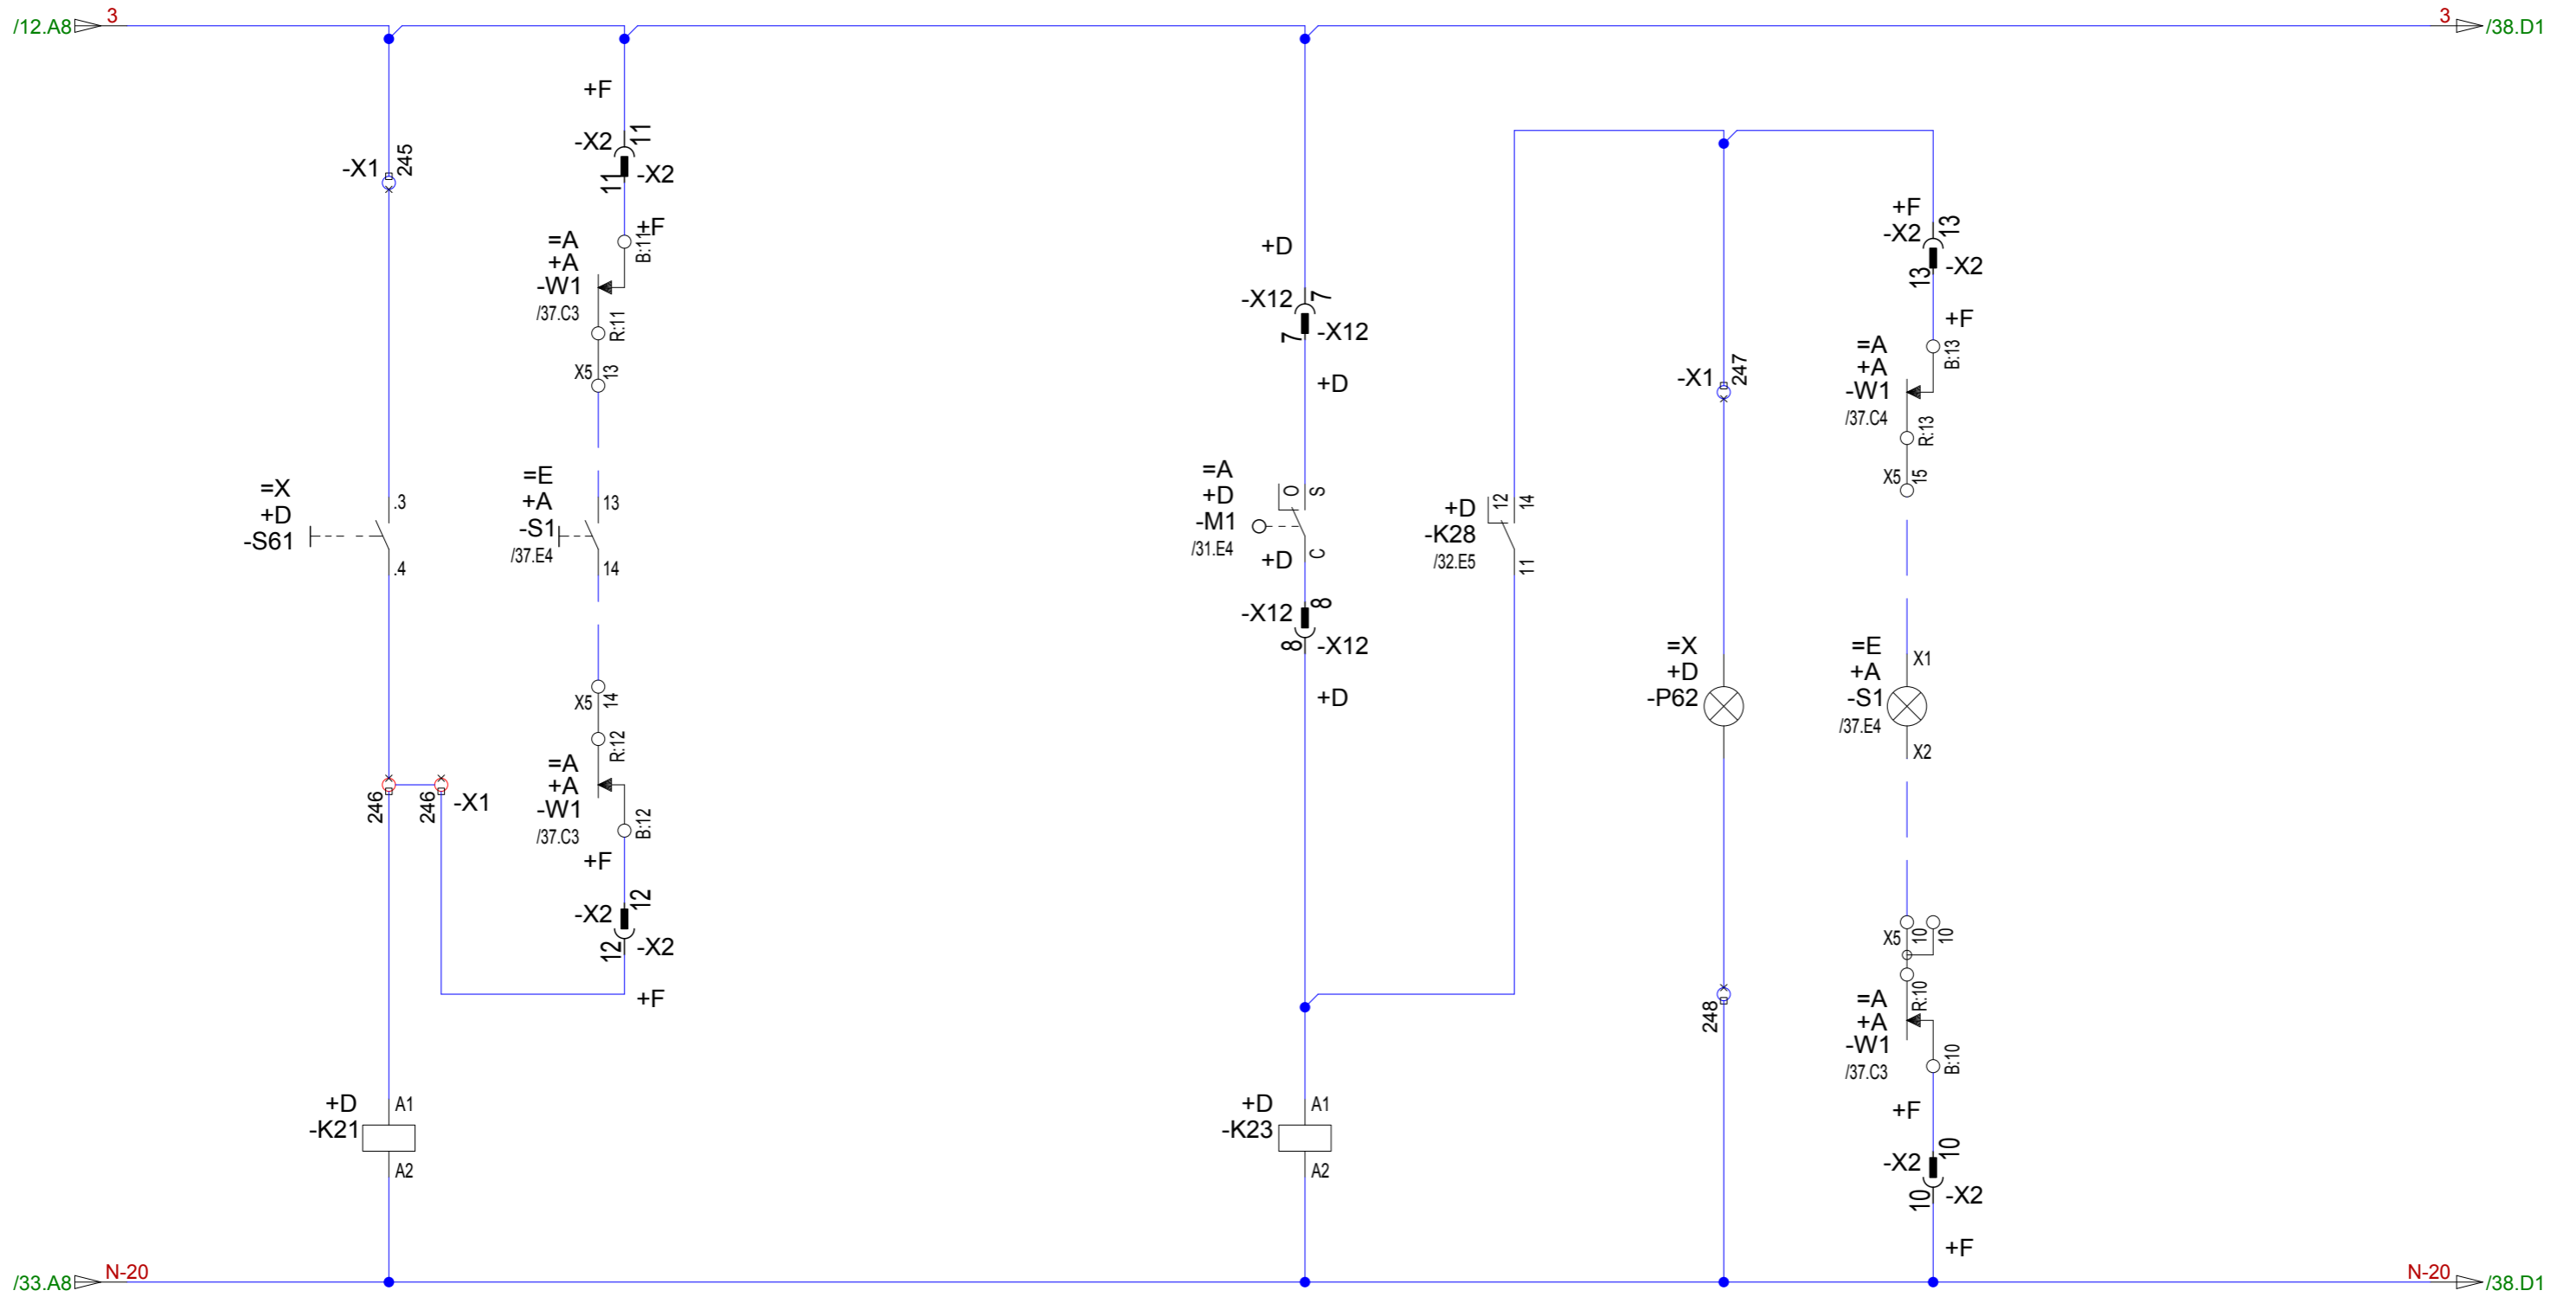 /12.A8 3
3 /38.D1
-X1 245
+F
-X2 11
11 -X2
+F
B:11
=A
+A
-W1
/37.C3
R:11
X5 13
=X
+D
-S61
.3
.4
=E
+A
-S1
/37.E4
13
14
X5 14
R:12
=A
+A
-W1
/37.C3
B:12
246 246 -X1
+F
-X2 12
12 -X2
+F
+D
-K21
A1
A2
+D
-X12 7
7 -X12
+D
=A
+D
-M1
/31.E4
O S
C
+D
-X12 8
8 -X12
+D
+D
-K28
/32.E5
12 14
11
+D
-K23
A1
A2
-X1 247
=X
+D
-P62
248
+F
-X2 13
13 -X2
+F
B:13
=A
+A
-W1
/37.C4
R:13
X5 15
=E
+A
-S1
/37.E4
X1
X2
X5 10 10
R:10
=A
+A
-W1
/37.C3
B:10
+F
-X2 10
10 -X2
+F
/33.A8 N-20
N-20 /38.D1